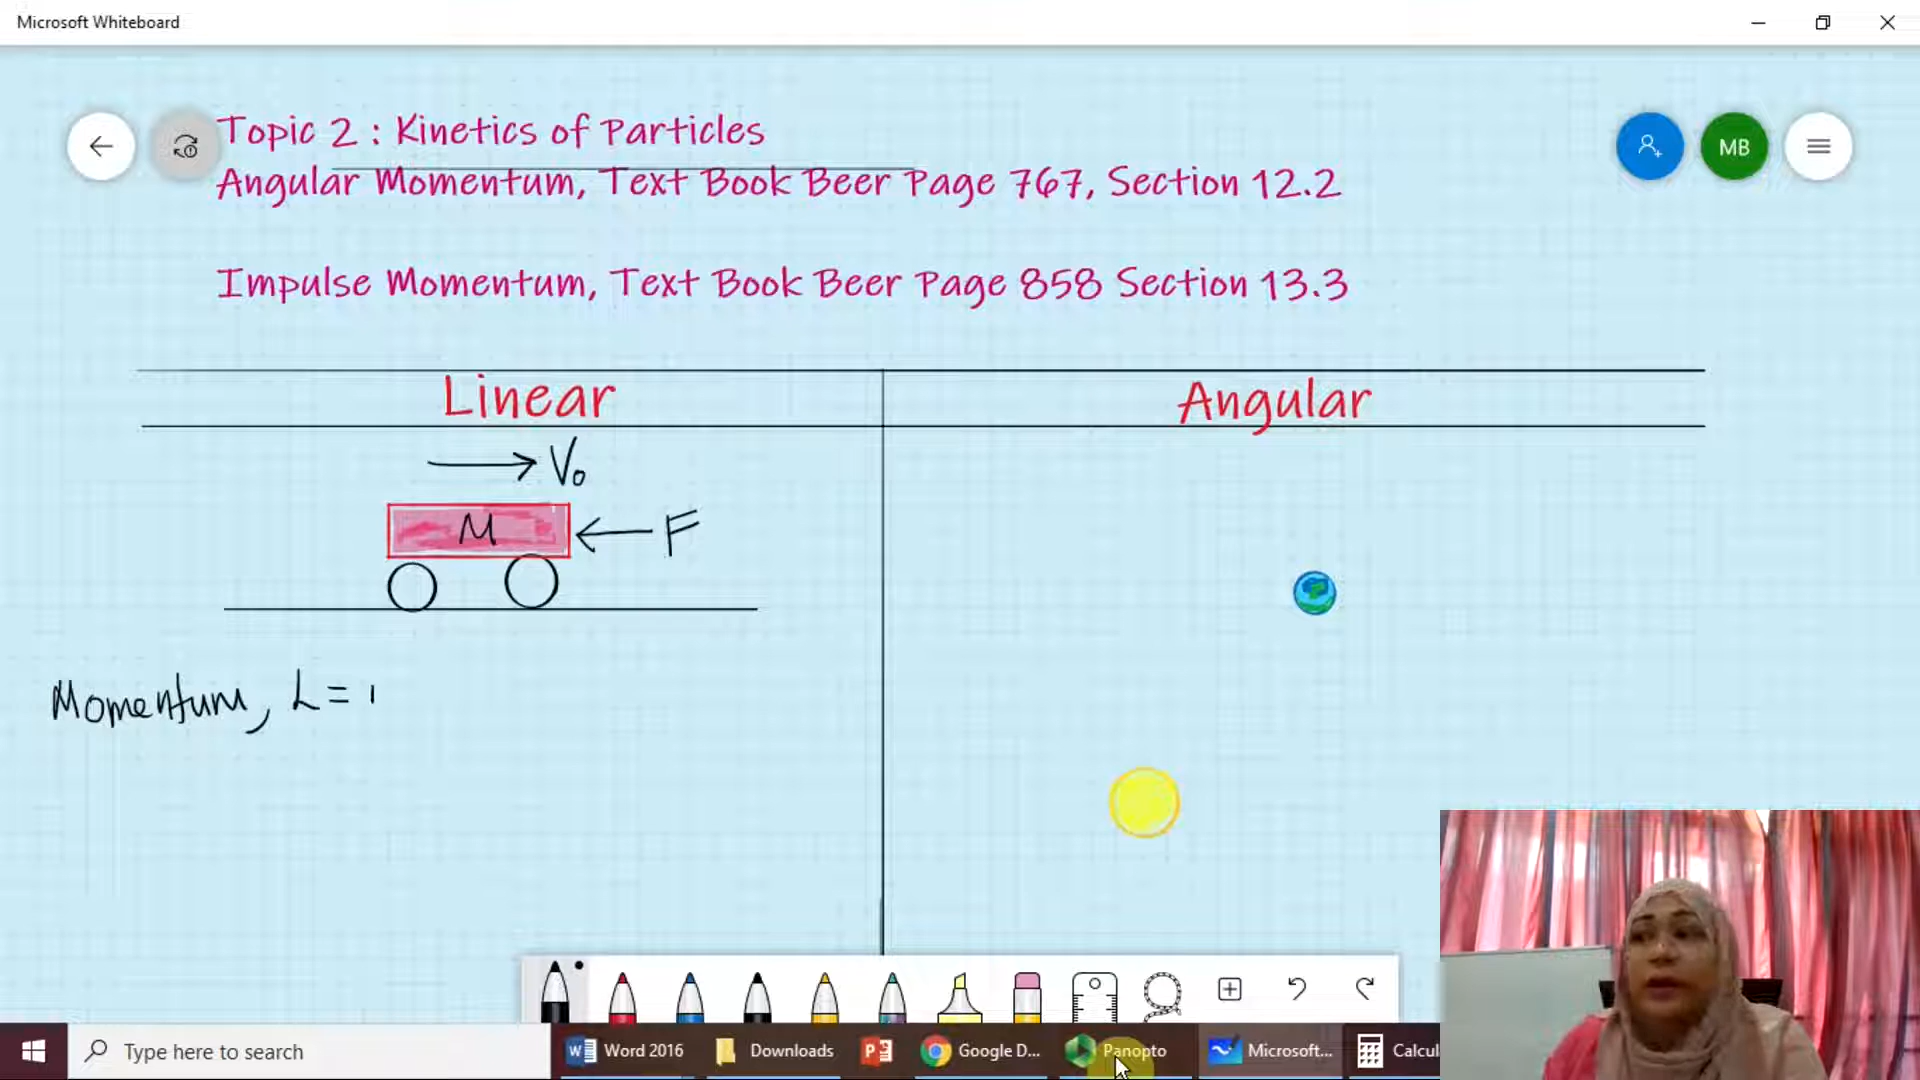 Microsoft Whiteboard
Topic 2 : Kinetics of Particles
MB
Angular Momentum, Text Book Beer Page 767, Section 12.2
Impulse Momentum, Text Book Beer Page 858 Section 13.3
Linear
Angular
V₀
M
F
Momentum, L =
Type here to search
Word 2016
Downloads
Google D...
Panopto
Microsoft...
Calcul